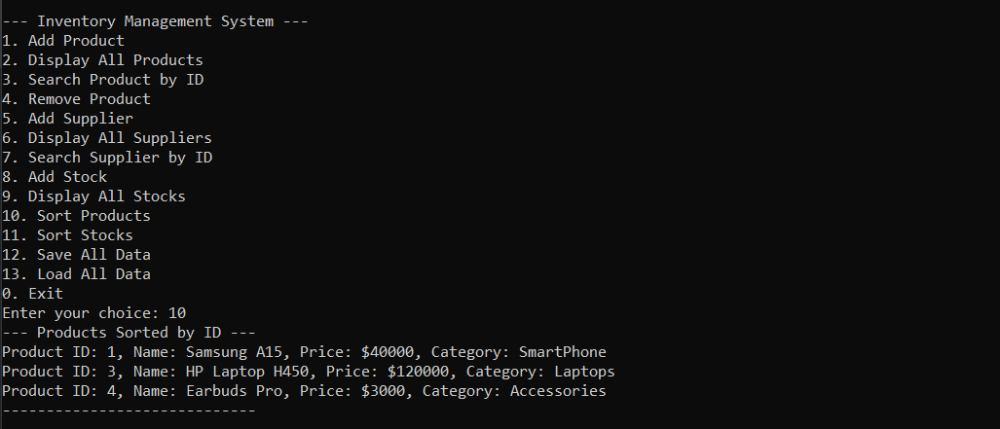 --- Inventory Management System ---
1. Add Product
2. Display All Products
3. Search Product by ID
4. Remove Product
5. Add Supplier
6. Display All Suppliers
7. Search Supplier by ID
8. Add Stock
9. Display All Stocks
10. Sort Products
11. Sort Stocks
12. Save All Data
13. Load All Data
0. Exit
Enter your choice: 10
--- Products Sorted by ID ---
Product ID: 1, Name: Samsung A15, Price: $40000, Category: SmartPhone
Product ID: 3, Name: HP Laptop H450, Price: $120000, Category: Laptops
Product ID: 4, Name: Earbuds Pro, Price: $3000, Category: Accessories
-----------------------------